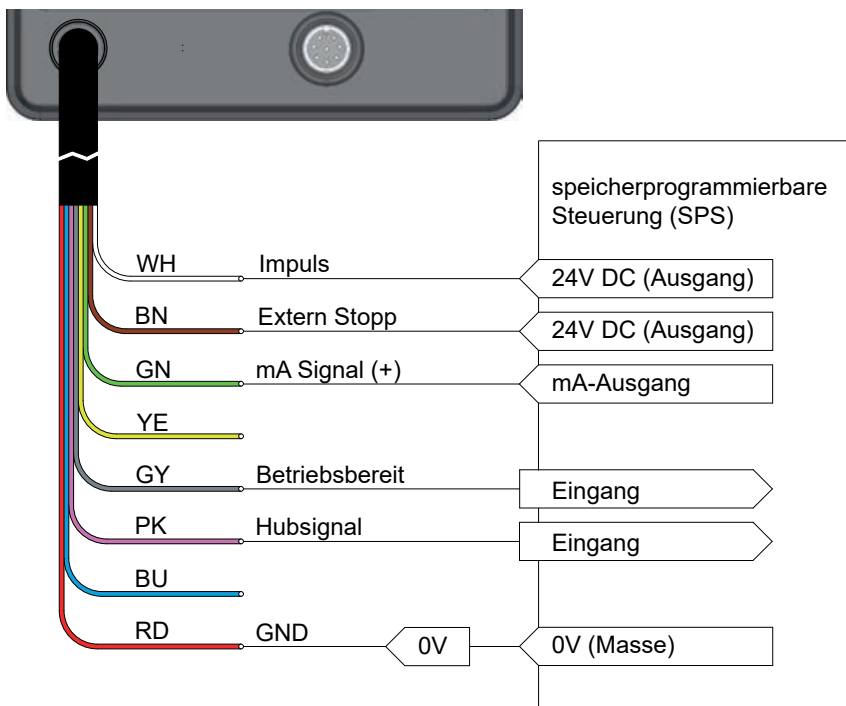 speicherprogrammierbare
Steuerung (SPS)
WH Impuls 24V DC (Ausgang)
BN Extern Stopp 24V DC (Ausgang)
GN mA Signal (+) mA-Ausgang
YE
GY Betriebsbereit Eingang
PK Hubsignal Eingang
BU
RD GND 0V 0V (Masse)